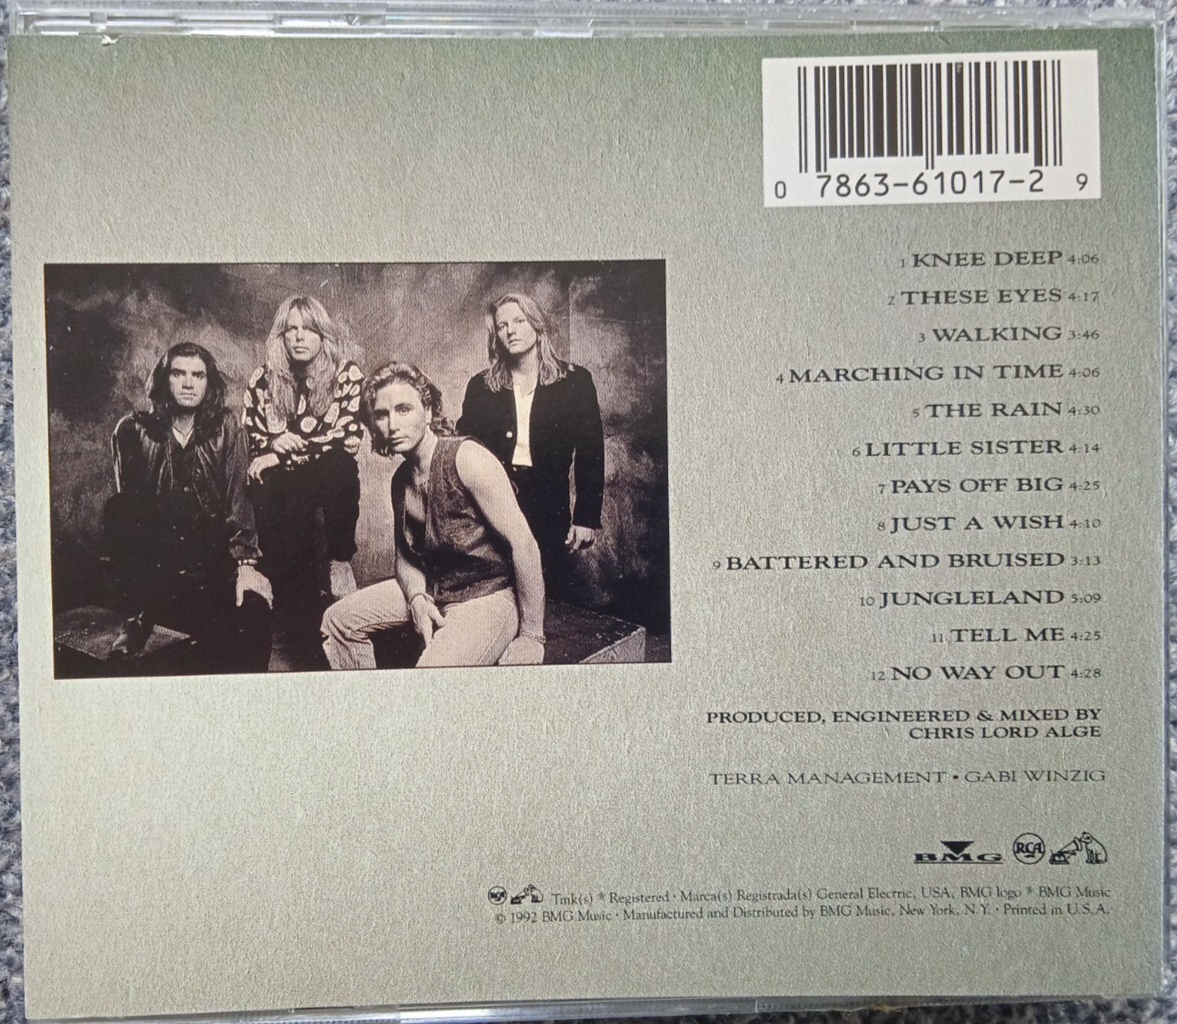 0 7863-61017-2 9
1 KNEE DEEP 4:06
2 THESE EYES 4:17
3 WALKING 3:46
4 MARCHING IN TIME 4:06
5 THE RAIN 4:30
6 LITTLE SISTER 4:14
7 PAYS OFF BIG 4:25
8 JUST A WISH 4:10
9 BATTERED AND BRUISED 3:13
10 JUNGLELAND 5:09
11 TELL ME 4:25
12 NO WAY OUT 4:28
PRODUCED, ENGINEERED & MIXED BY
CHRIS LORD ALGE
TERRA MANAGEMENT • GABI WINZIG
BMG RCA
Tmk(s) ® Registered · Marca(s) Registrada(s) General Electric, USA, BMG logo ® BMG Music
© 1992 BMG Music · Manufactured and Distributed by BMG Music, New York, N.Y. · Printed in U.S.A.